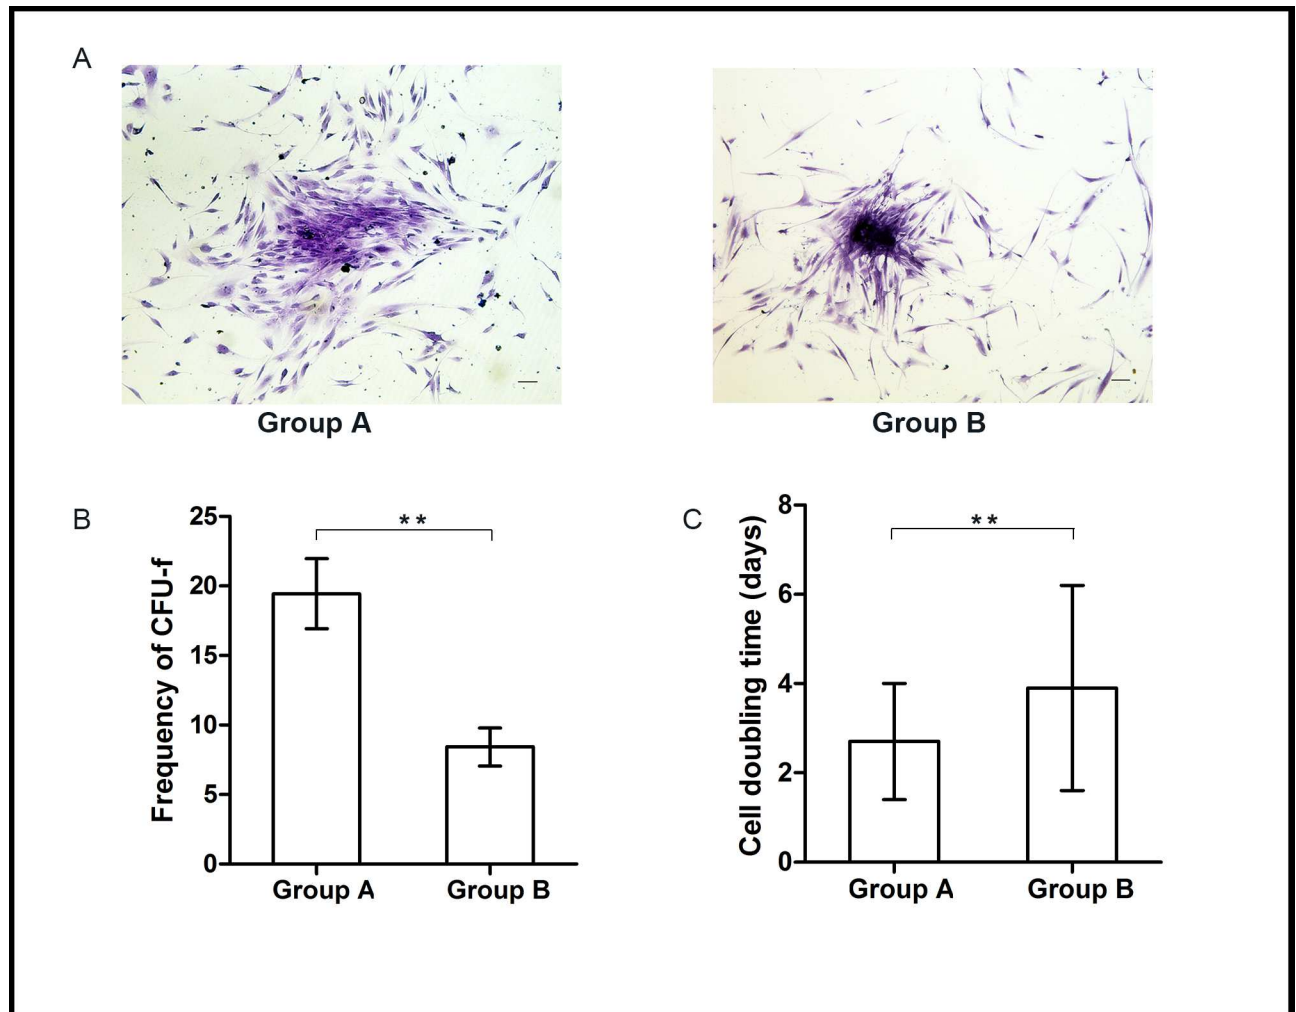 A
Group A
Group B
B
Frequency of CFU-f
25
20
15
10
5
0
**
Group A
Group B
C
Cell doubling time (days)
8
6
4
2
0
**
Group A
Group B